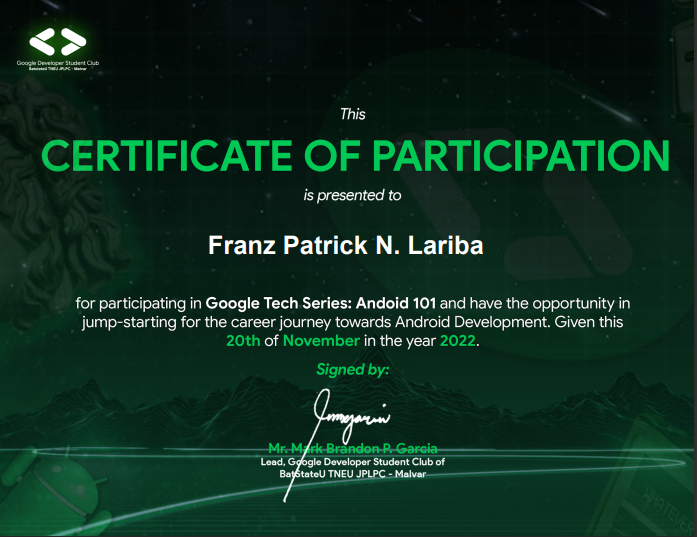 Google Developer Student Club
BatStateU TNEU JPLPC - Malvar
This
CERTIFICATE OF PARTICIPATION
is presented to
Franz Patrick N. Lariba
for participating in Google Tech Series: Andoid 101 and have the opportunity in
jump-starting for the career journey towards Android Development. Given this
20th of November in the year 2022.
Signed by:
Mr. Mark Brandon P. Garcia
Lead, Google Developer Student Club of
BatStateU TNEU JPLPC - Malvar
WHATEVER